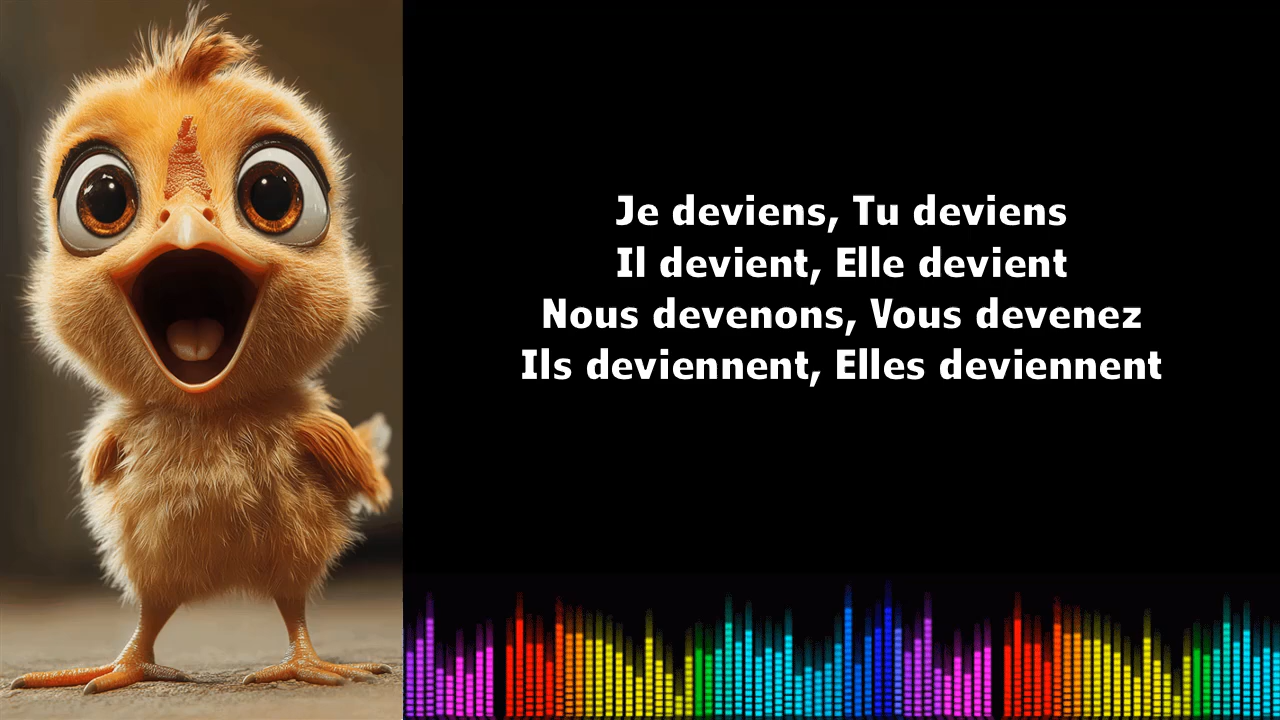 Je deviens, Tu deviens
Il devient, Elle devient
Nous devenons, Vous devenez
Ils deviennent, Elles deviennent